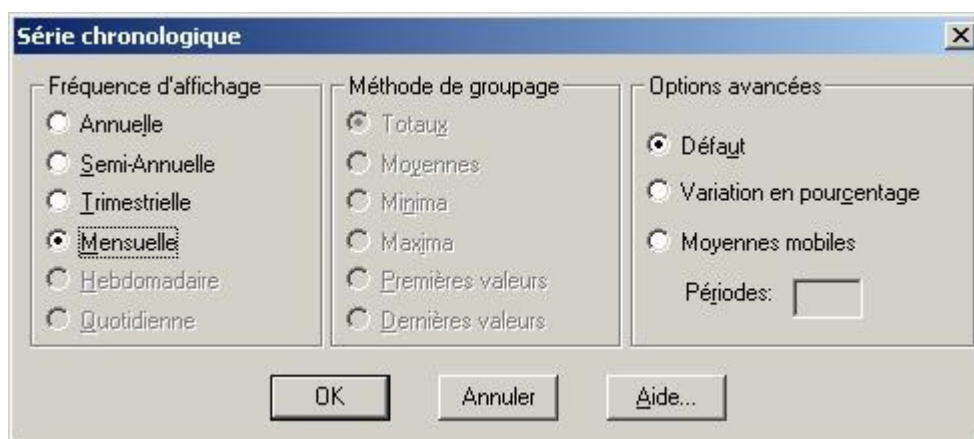 Série chronologique
Fréquence d'affichage
Annuelle
Semi-Annuelle
Trimestrielle
Mensuelle
Hebdomadaire
Quotidienne
Méthode de groupage
Totaux
Moyennes
Minima
Maxima
Premières valeurs
Dernières valeurs
Options avancées
Défaut
Variation en pourcentage
Moyennes mobiles
Périodes:
OK
Annuler
Aide...